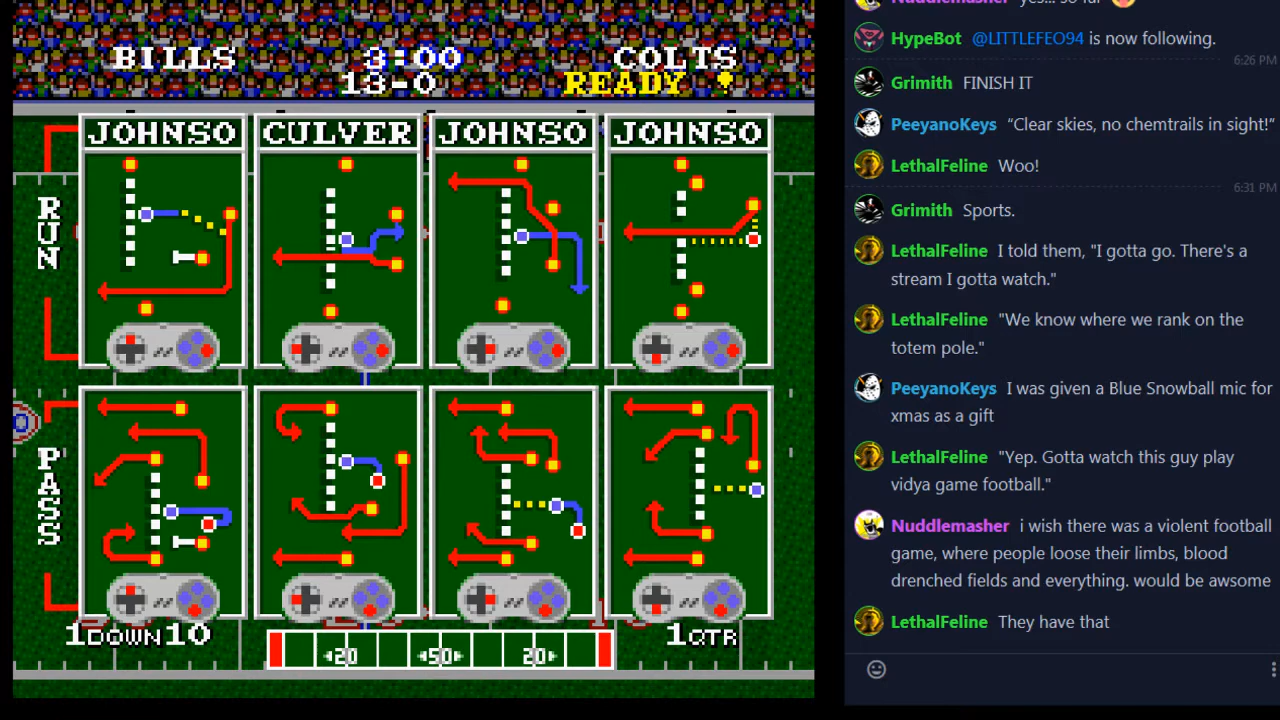 BILLS 3:00 COLTS
13-0 READY
JOHNSO CULVER JOHNSO JOHNSO
RUN
PASS
1DOWN10 1QTR
20 50 20
HypeBot @LITTLEFEO94 is now following.
6:26 PM
Grimith FINISH IT
PeeyanoKeys “Clear skies, no chemtrails in sight!”
LethalFeline Woo!
6:31 PM
Grimith Sports.
LethalFeline I told them, "I gotta go. There's a
stream I gotta watch."
LethalFeline "We know where we rank on the
totem pole."
PeeyanoKeys I was given a Blue Snowball mic for
xmas as a gift
LethalFeline "Yep. Gotta watch this guy play
vidya game football."
Nuddlemasher i wish there was a violent football
game, where people loose their limbs, blood
drenched fields and everything. would be awsome
LethalFeline They have that